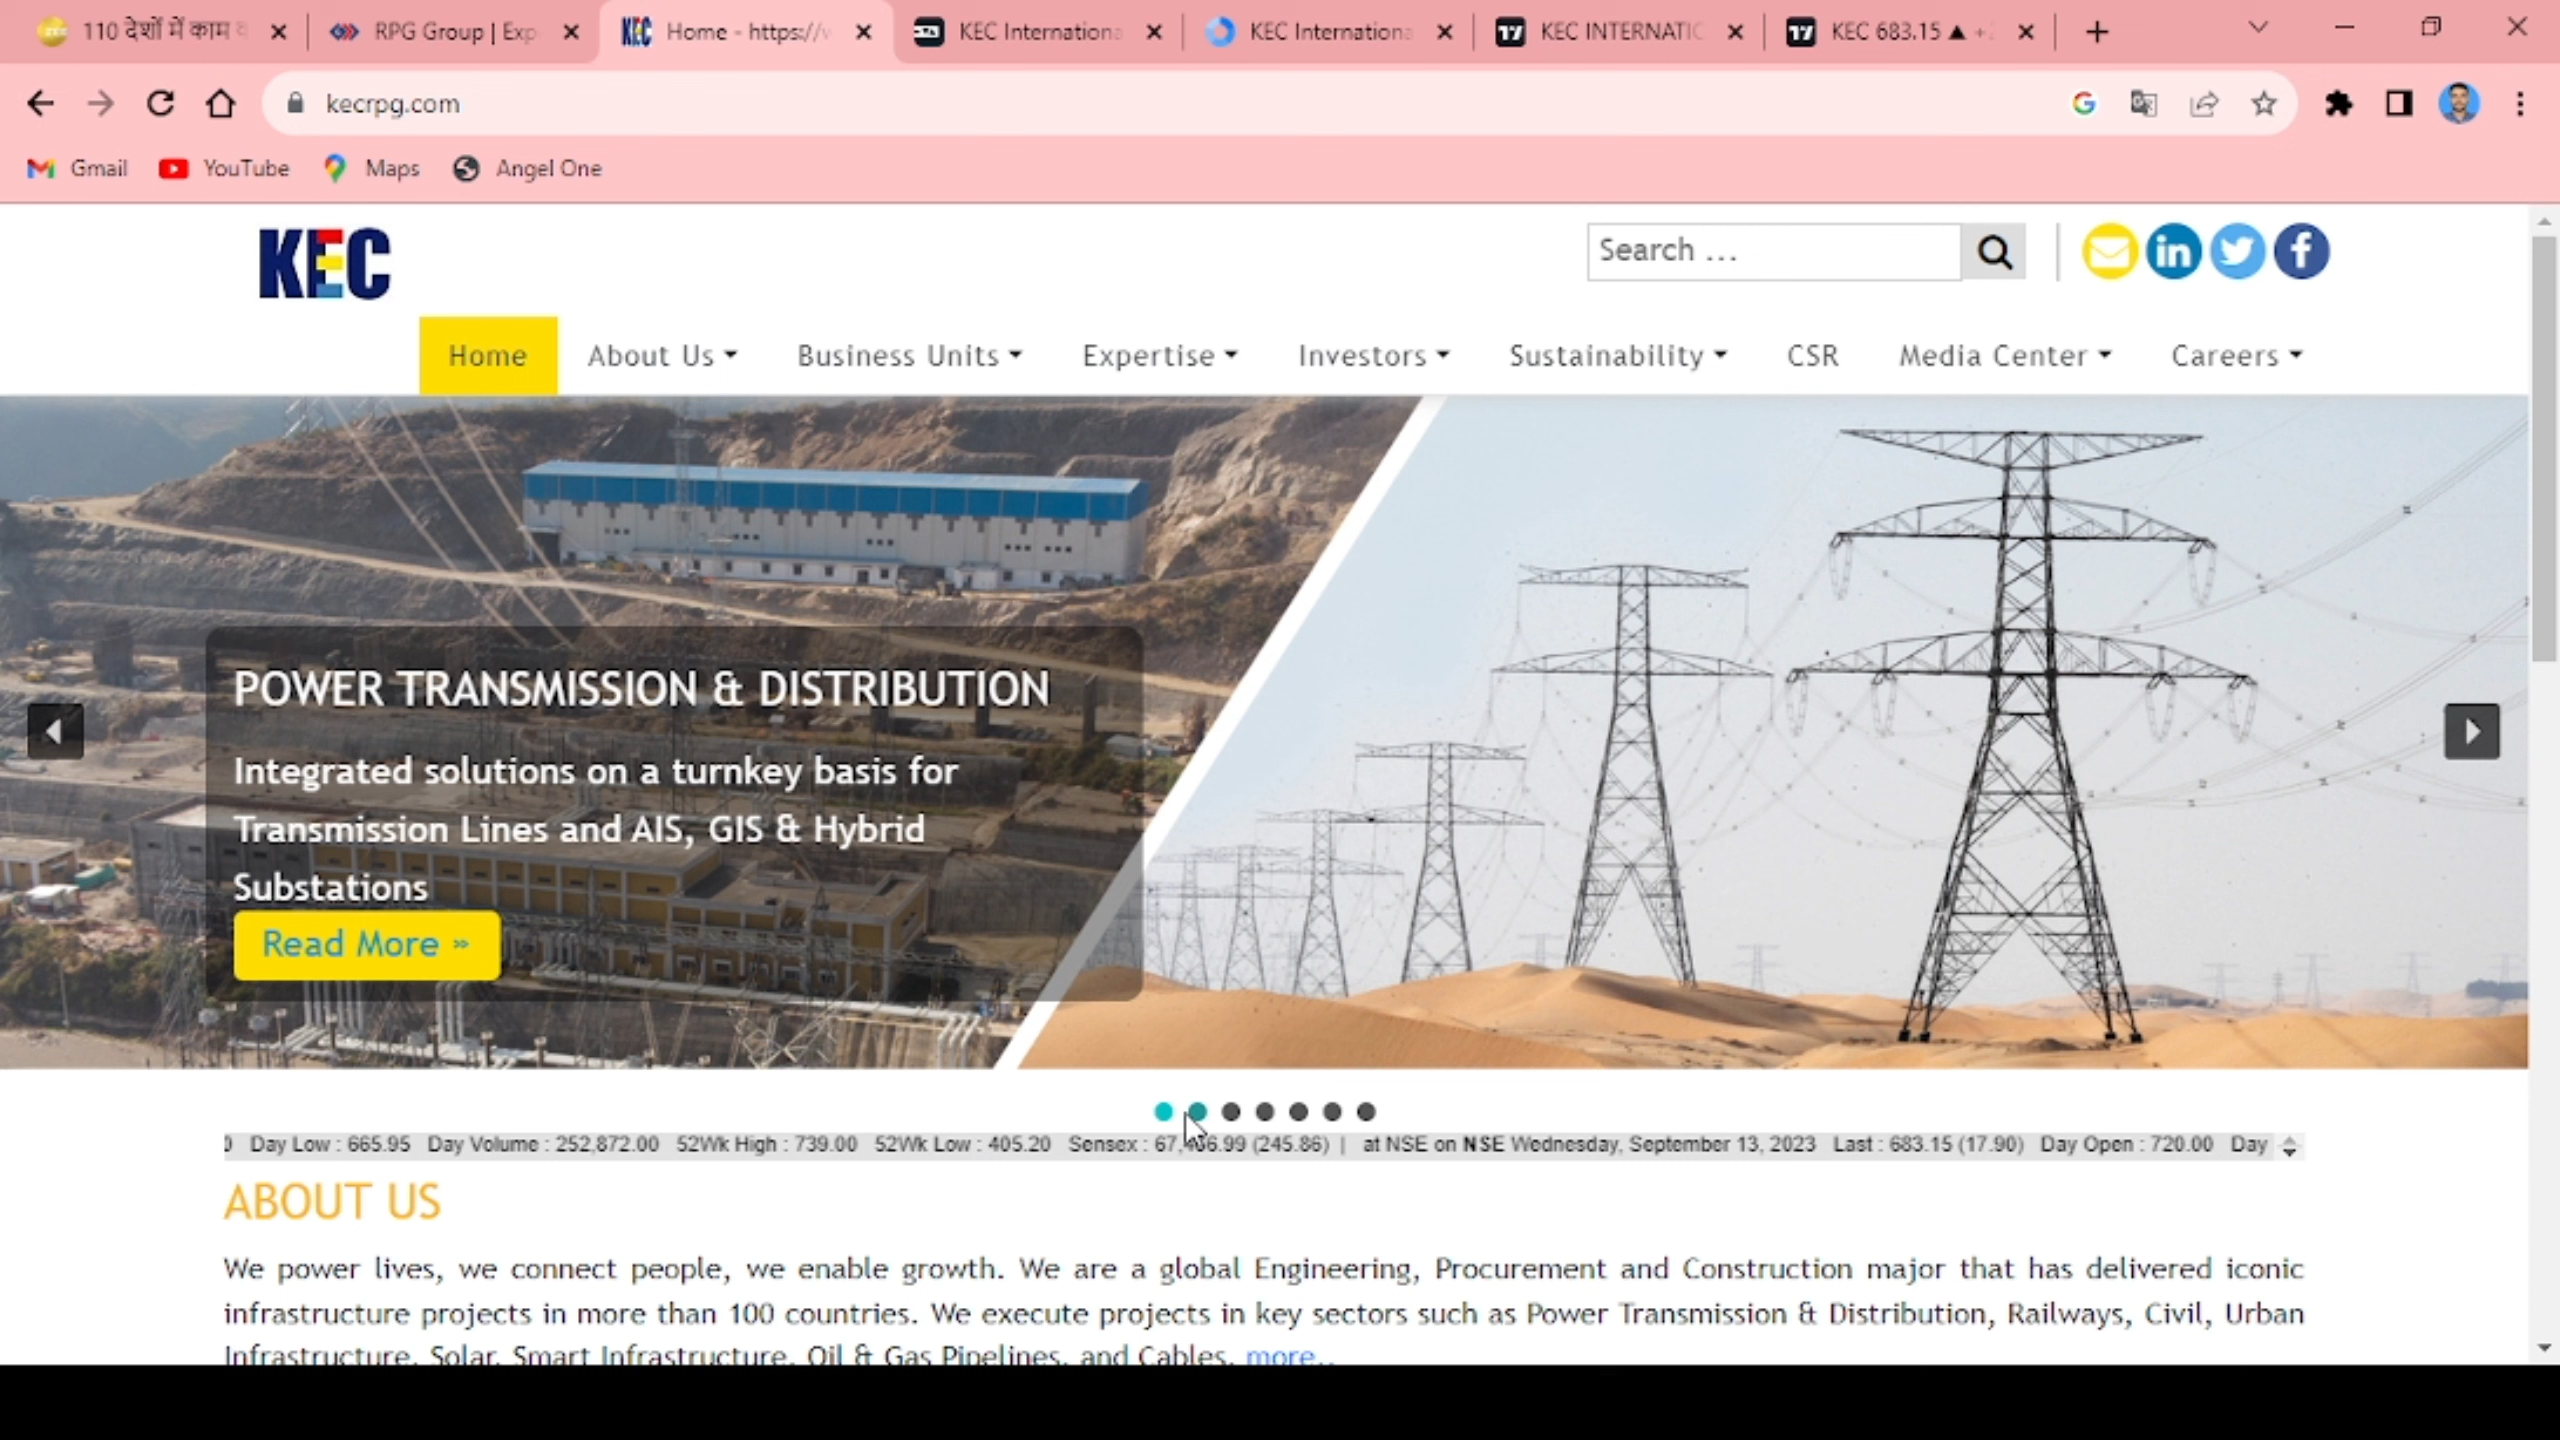 110 देशों में काम
RPG Group | Exp
Home - https://w
KEC Internationa
KEC Internationa
KEC INTERNATIO
KEC 683.15 ▲ +
kecrpg.com
Gmail
YouTube
Maps
Angel One
KEC
Search ...
Home
About Us
Business Units
Expertise
Investors
Sustainability
CSR
Media Center
Careers
POWER TRANSMISSION & DISTRIBUTION
Integrated solutions on a turnkey basis for
Transmission Lines and AIS, GIS & Hybrid
Substations
Read More »
0 Day Low : 665.95 Day Volume : 252,872.00 52Wk High : 739.00 52Wk Low : 405.20 Sensex : (245.86) | at NSE on NSE Wednesday, September 13, 2023 Last : 683.15 (17.90) Day Open : 720.00 Day
ABOUT US
We power lives, we connect people, we enable growth. We are a global Engineering, Procurement and Construction major that has delivered iconic
infrastructure projects in more than 100 countries. We execute projects in key sectors such as Power Transmission & Distribution, Railways, Civil, Urban
Infrastructure, Solar, Smart Infrastructure, Oil & Gas Pipelines, and Cables. more..